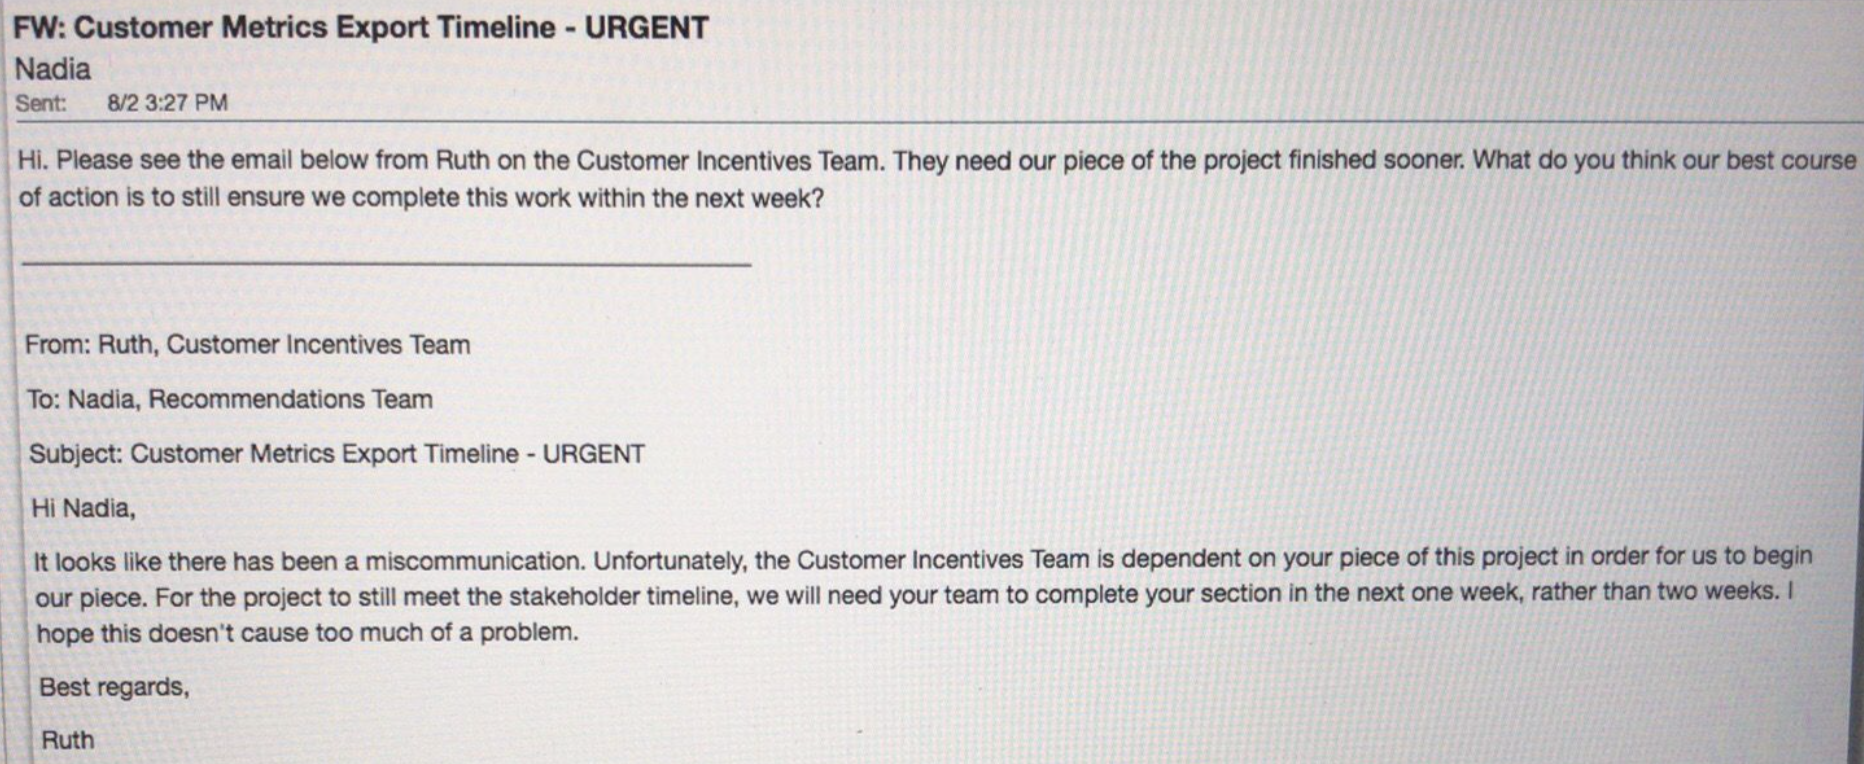 FW: Customer Metrics Export Timeline - URGENT
Nadia
Sent: 8/2 3:27 PM
Hi. Please see the email below from Ruth on the Customer Incentives Team. They need our piece of the project finished sooner. What do you think our best course
of action is to still ensure we complete this work within the next week?
From: Ruth, Customer Incentives Team
To: Nadia, Recommendations Team
Subject: Customer Metrics Export Timeline - URGENT
Hi Nadia,
It looks like there has been a miscommunication. Unfortunately, the Customer Incentives Team is dependent on your piece of this project in order for us to begin
our piece. For the project to still meet the stakeholder timeline, we will need your team to complete your section in the next one week, rather than two weeks. I
hope this doesn't cause too much of a problem.
Best regards,
Ruth